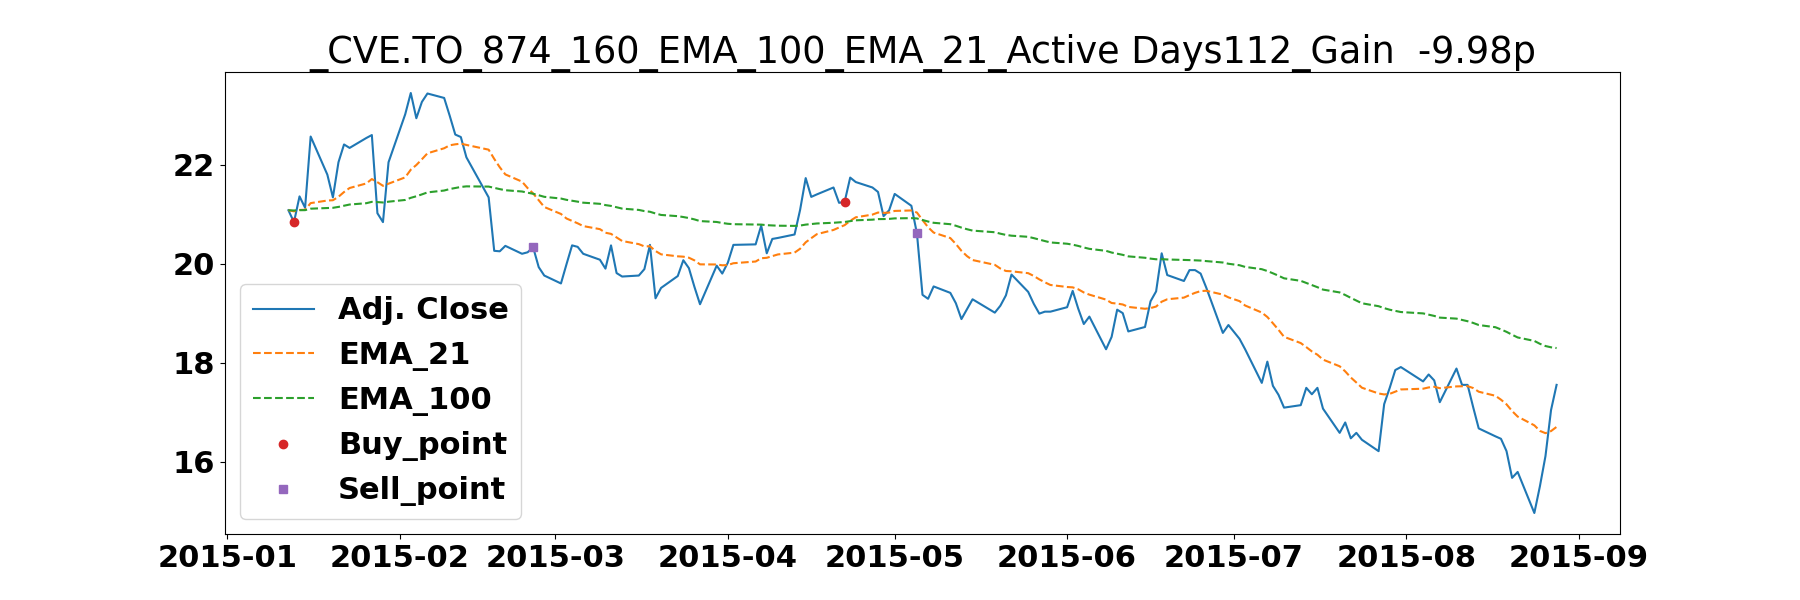 _CVE.TO_874_160_EMA_100_EMA_21_Active Days112_Gain  -9.98p
22
20
18
16
Adj. Close
EMA_21
EMA_100
Buy_point
Sell_point
2015-01 2015-02 2015-03 2015-04 2015-05 2015-06 2015-07 2015-08 2015-09